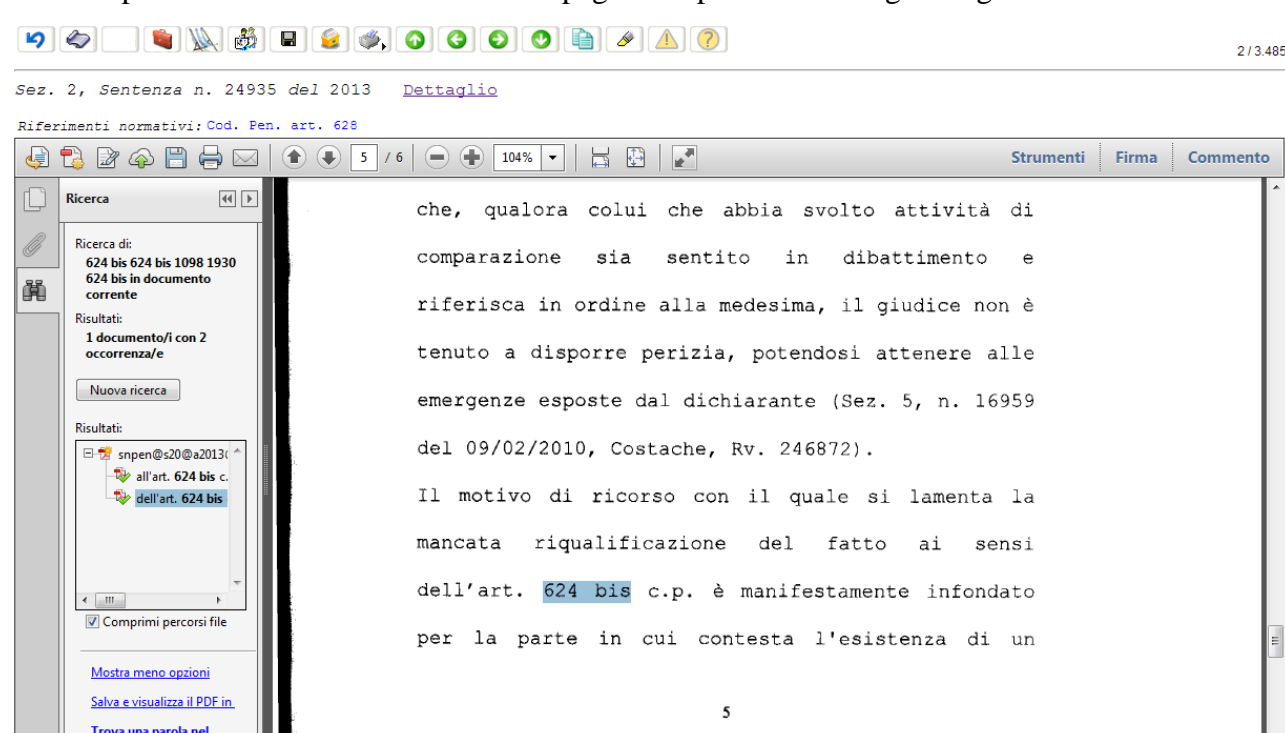 2 / 3.485
Sez. 2, Sentenza n. 24935 del 2013 Dettaglio
Riferimenti normativi: Cod. Pen. art. 628
5 / 6 104% Strumenti Firma Commento
Ricerca
Ricerca di:
624 bis 624 bis 1098 1930
624 bis in documento
corrente
Risultati:
1 documento/i con 2
occorrenza/e
Nuova ricerca
Risultati:
snpen@s20@a2013(
all'art. 624 bis c.
dell'art. 624 bis
Comprimi percorsi file
Mostra meno opzioni
Salva e visualizza il PDF in
Trova una parola nel
che, qualora colui che abbia svolto attività di
comparazione sia sentito in dibattimento e
riferisca in ordine alla medesima, il giudice non è
tenuto a disporre perizia, potendosi attenere alle
emergenze esposte dal dichiarante (Sez. 5, n. 16959
del 09/02/2010, Costache, Rv. 246872).
Il motivo di ricorso con il quale si lamenta la
mancata riqualificazione del fatto ai sensi
dell'art. 624 bis c.p. è manifestamente infondato
per la parte in cui contesta l'esistenza di un
5